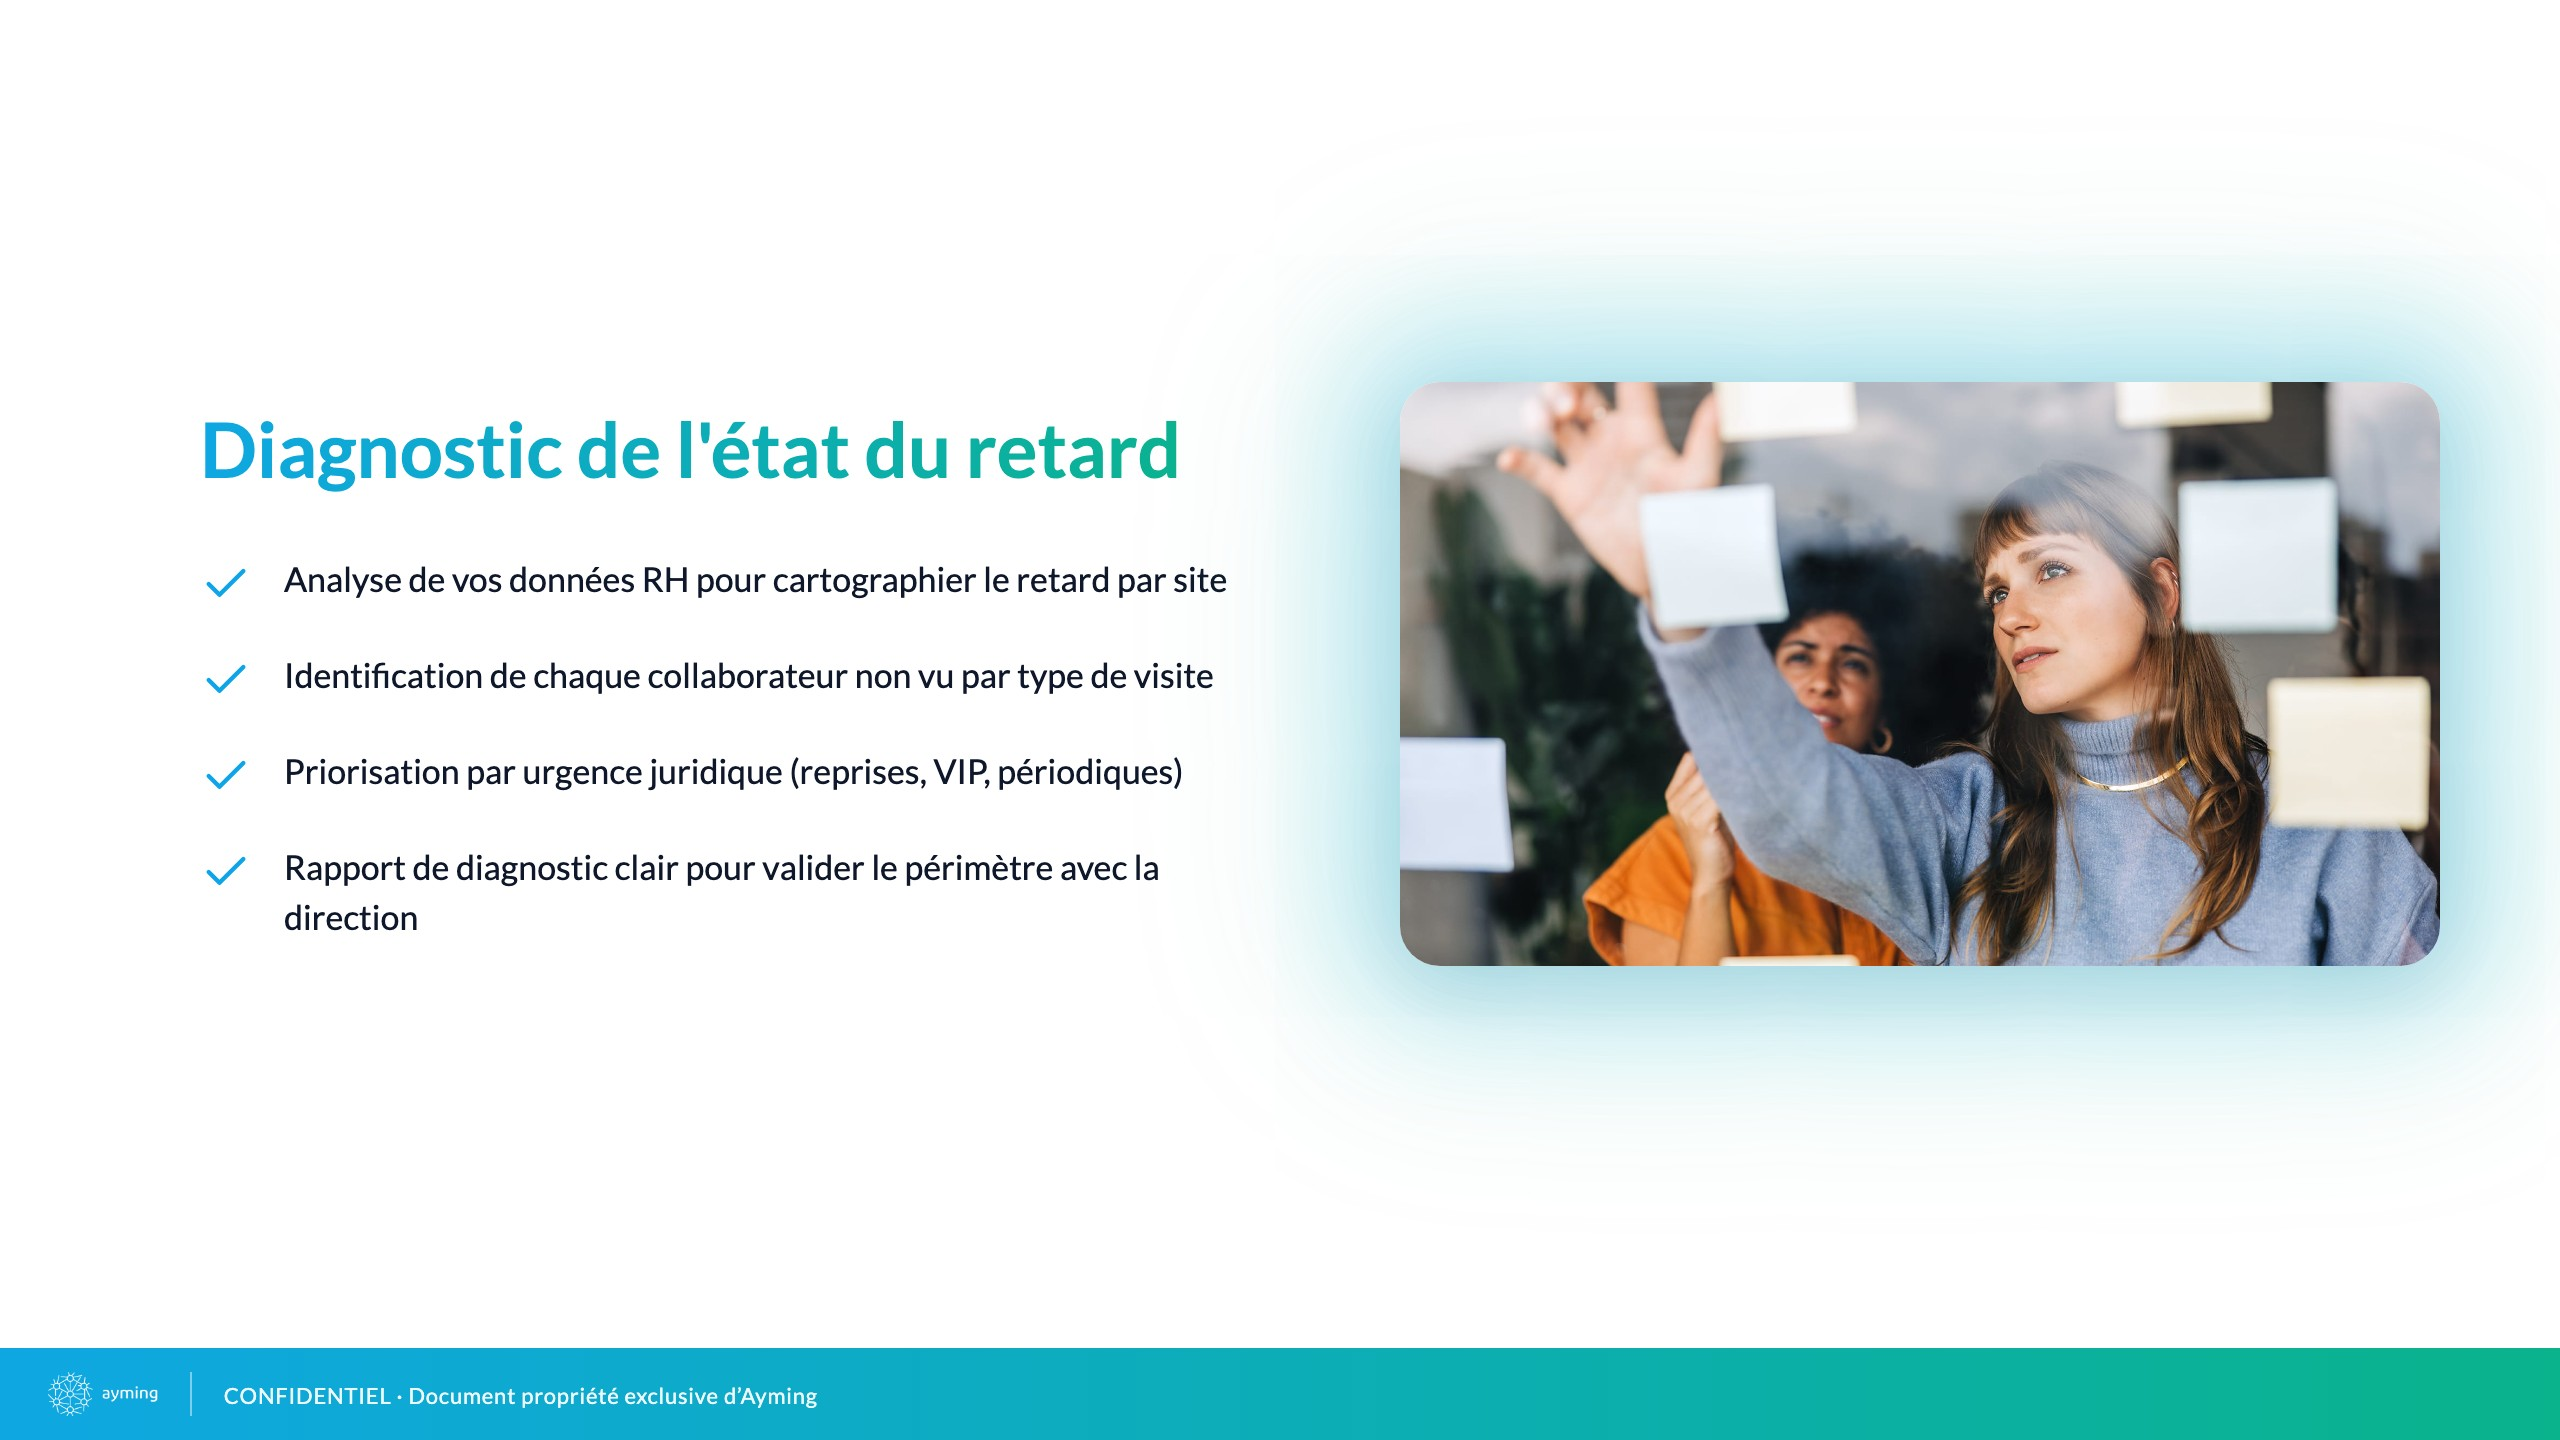 Diagnostic de l'état du retard
Analyse de vos données RH pour cartographier le retard par site
Identification de chaque collaborateur non vu par type de visite
Priorisation par urgence juridique (reprises, VIP, périodiques)
Rapport de diagnostic clair pour valider le périmètre avec la
direction
ayming
CONFIDENTIEL · Document propriété exclusive d’Ayming